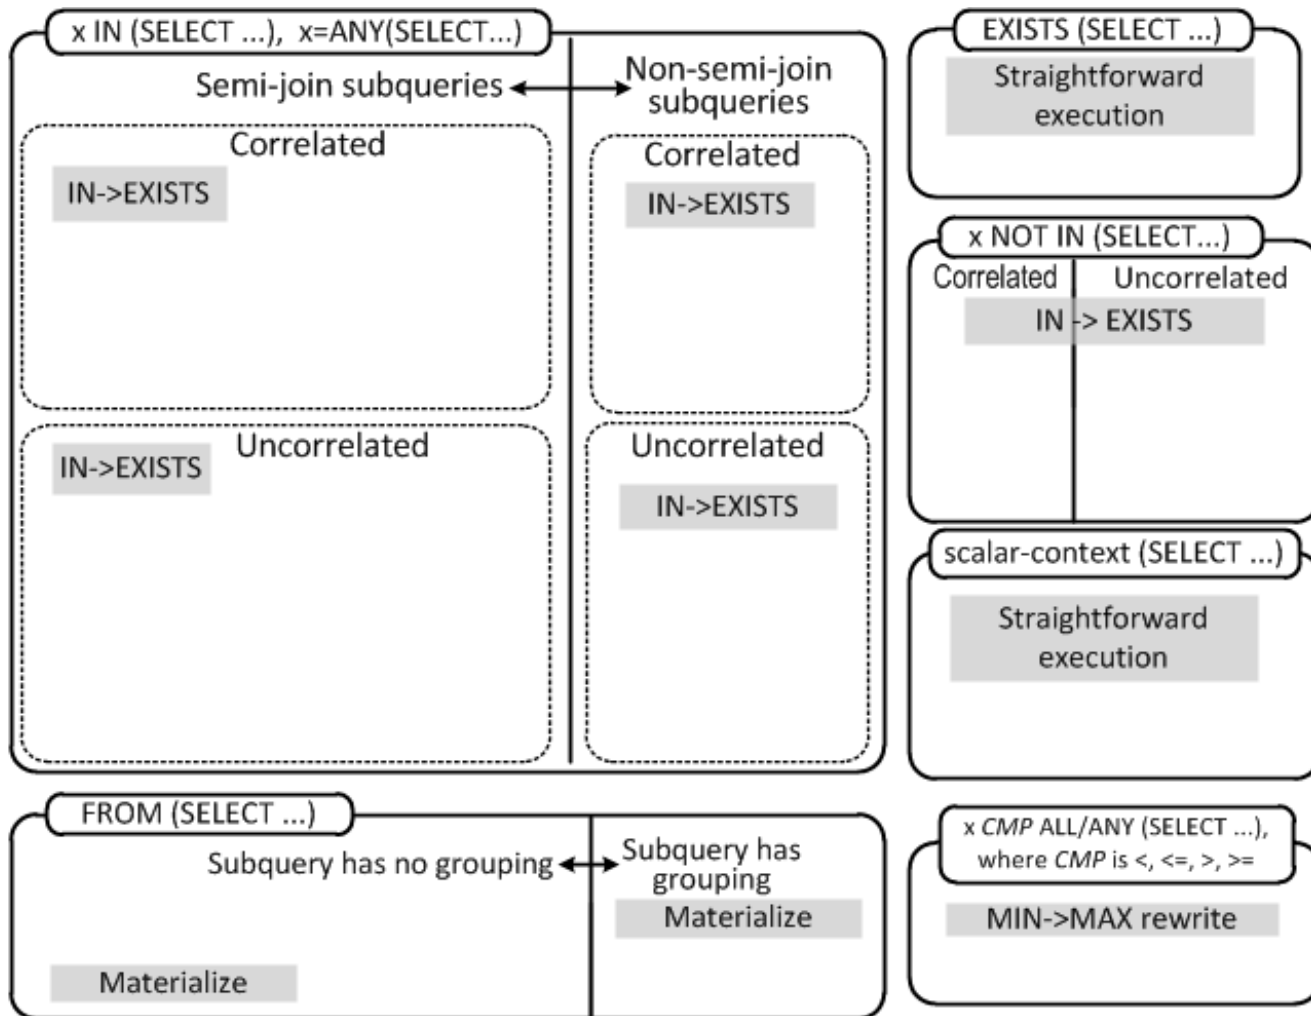 x IN (SELECT ...),  x=ANY(SELECT...)
Semi-join subqueries
Non-semi-join
subqueries
Correlated
IN->EXISTS
Correlated
IN->EXISTS
Uncorrelated
IN->EXISTS
Uncorrelated
IN->EXISTS
EXISTS (SELECT ...)
Straightforward
execution
x NOT IN (SELECT...)
Correlated
Uncorrelated
IN -> EXISTS
scalar-context (SELECT ...)
Straightforward
execution
FROM (SELECT ...)
Subquery has no grouping
Subquery has
grouping
Materialize
Materialize
x CMP ALL/ANY (SELECT ...),
where CMP is <, <=, >, >=
MIN->MAX rewrite